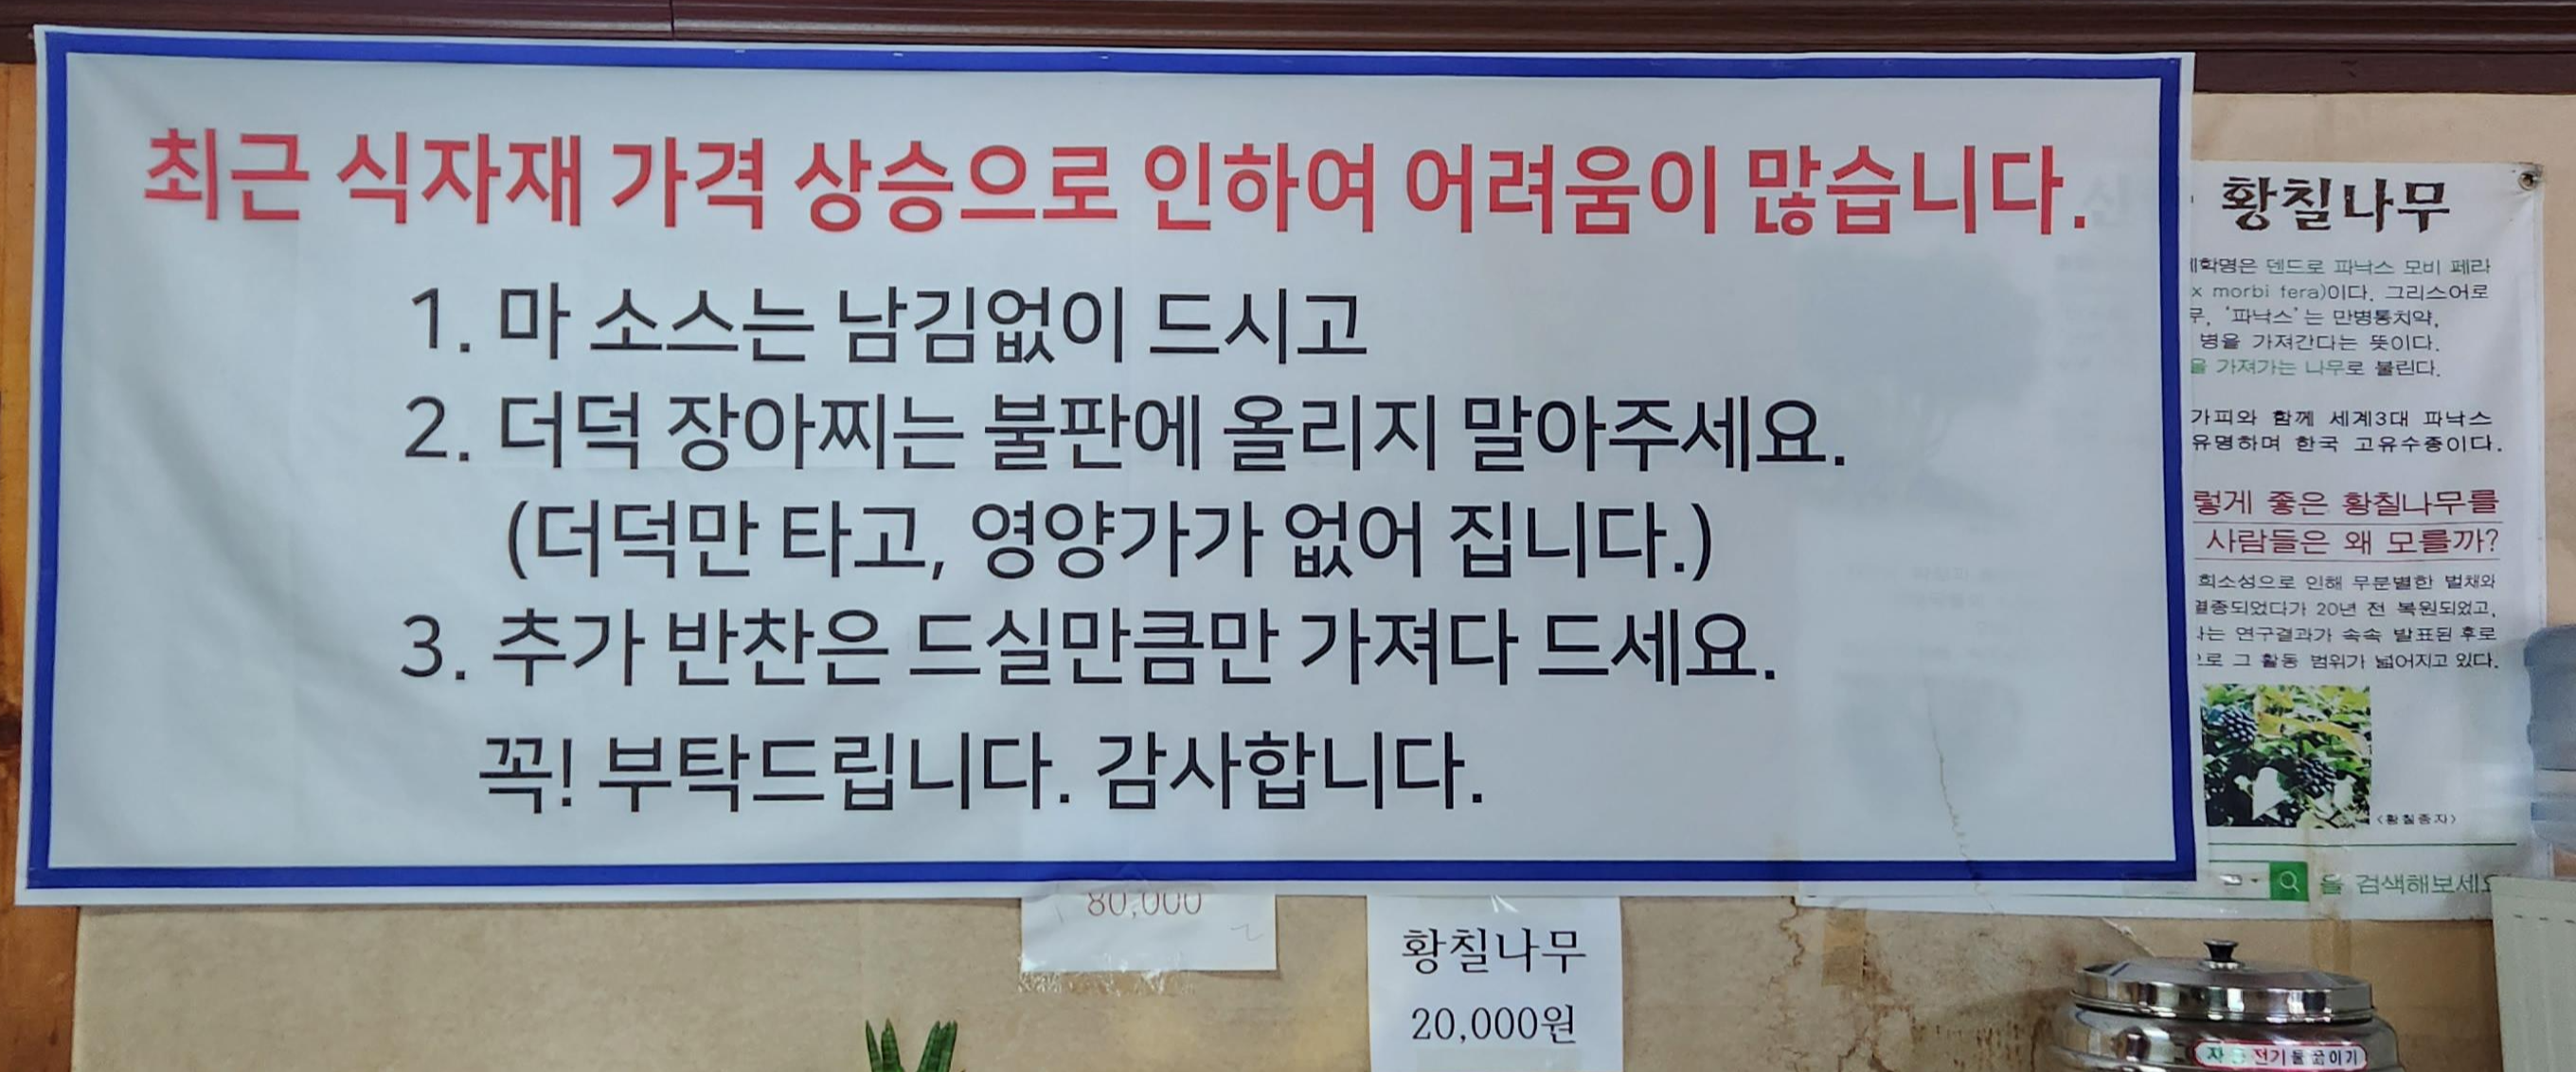 최근 식자재 가격 상승으로 인하여 어려움이 많습니다.
1. 마 소스는 남김없이 드시고
2. 더덕 장아찌는 불판에 올리지 말아주세요.
(더덕만 타고, 영양가가 없어 집니다.)
3. 추가 반찬은 드실만큼만 가져다 드세요.
꼭! 부탁드립니다. 감사합니다.
황칠나무
학명은 덴드로 파낙스 모비 페라
x morbi fera)이다. 그리스어로
무, '파낙스'는 만병통치약,
병을 가져간다는 뜻이다.
을 가져가는 나무로 불린다.
가피와 함께 세계3대 파낙스
유명하며 한국 고유수종이다.
렇게 좋은 황칠나무를
사람들은 왜 모를까?
희소성으로 인해 무분별한 벌채와
멸종되었다가 20년 전 복원되었고,
는 연구결과가 속속 발표된 후로
으로 그 활동 범위가 넓어지고 있다.
<황칠종자>
을 검색해보세요
80,000
황칠나무
20,000원
자동 전기물끓이기